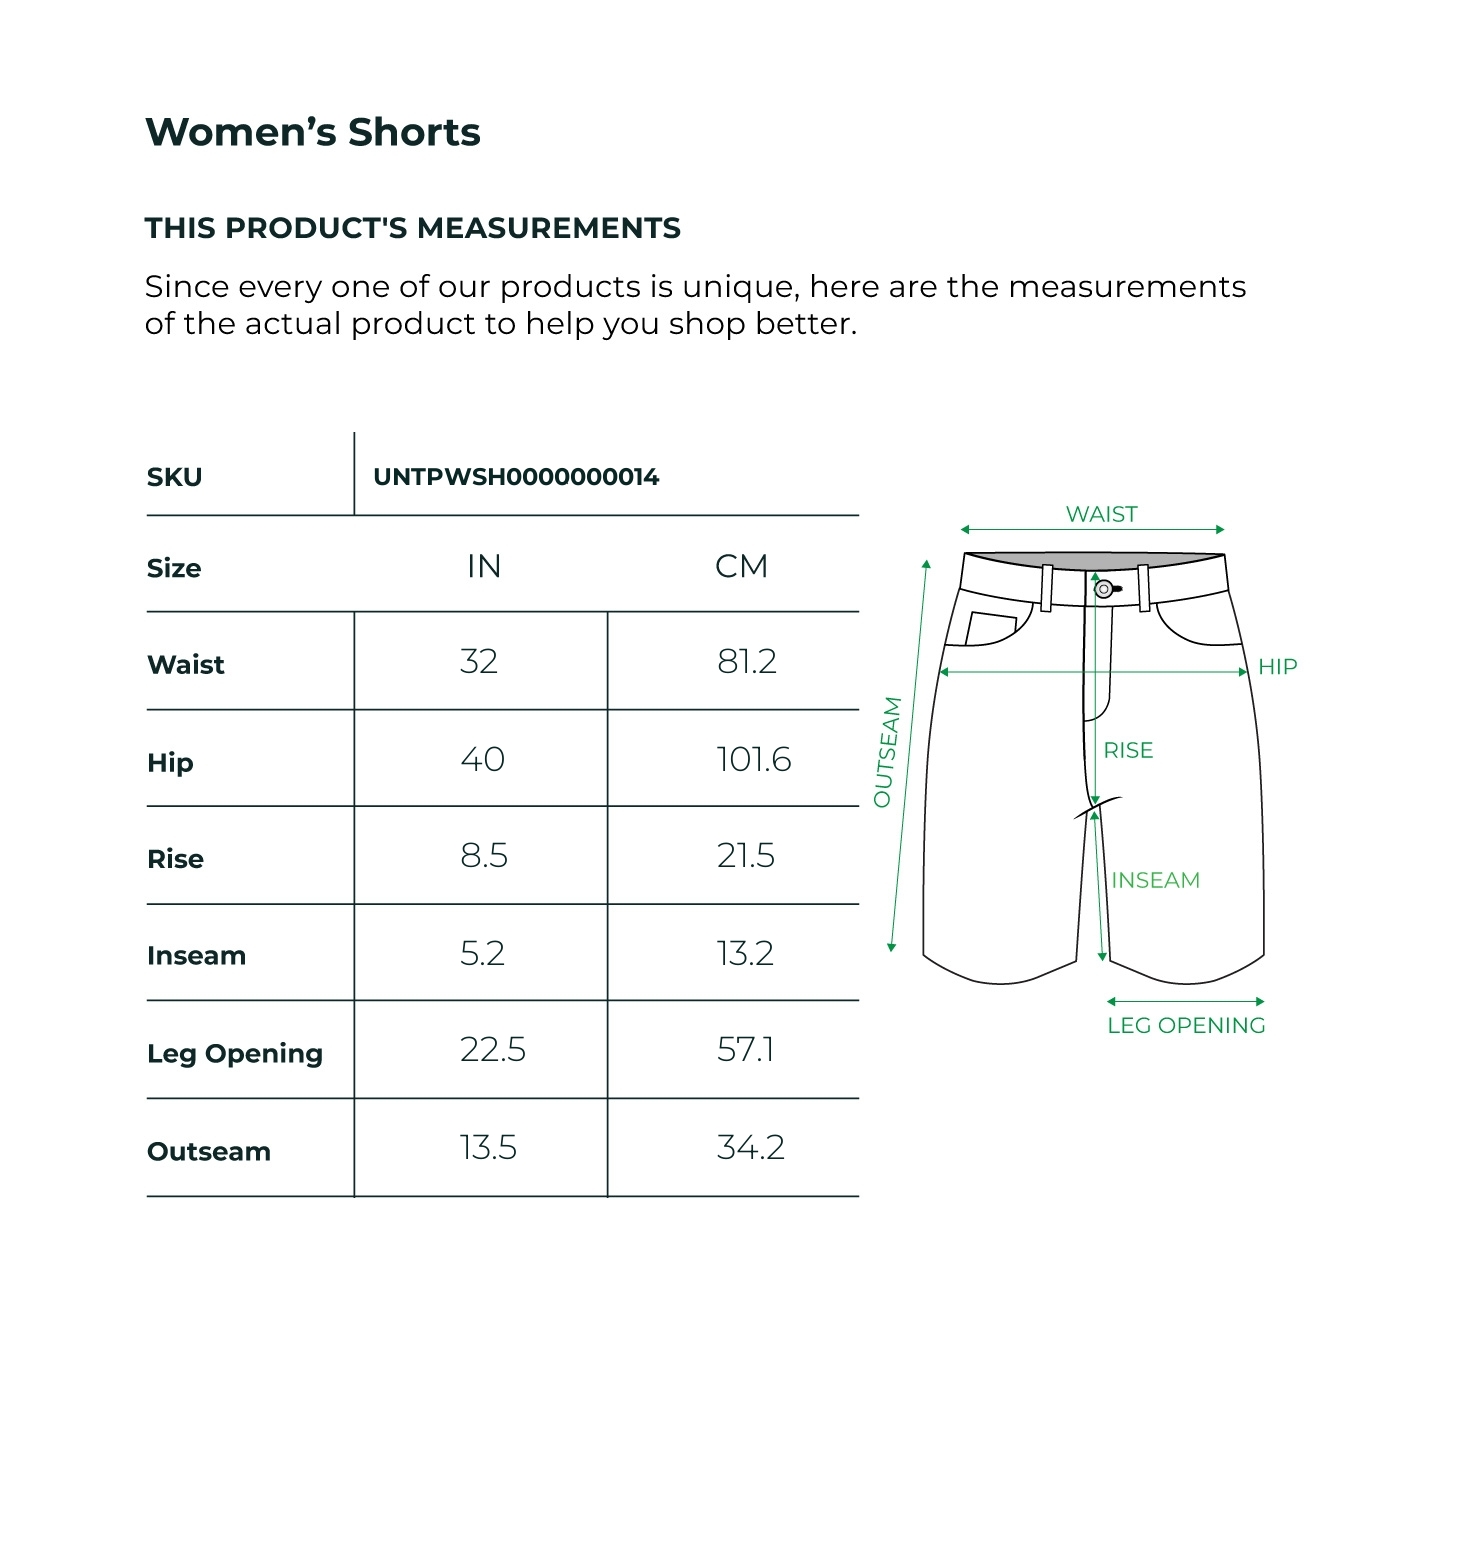 Women’s Shorts
THIS PRODUCT'S MEASUREMENTS
Since every one of our products is unique, here are the measurements
of the actual product to help you shop better.
SKU UNTPWSH0000000014
Size IN CM
Waist 32 81.2
Hip 40 101.6
Rise 8.5 21.5
Inseam 5.2 13.2
Leg Opening 22.5 57.1
Outseam 13.5 34.2
WAIST
HIP
OUTSEAM
RISE
INSEAM
LEG OPENING